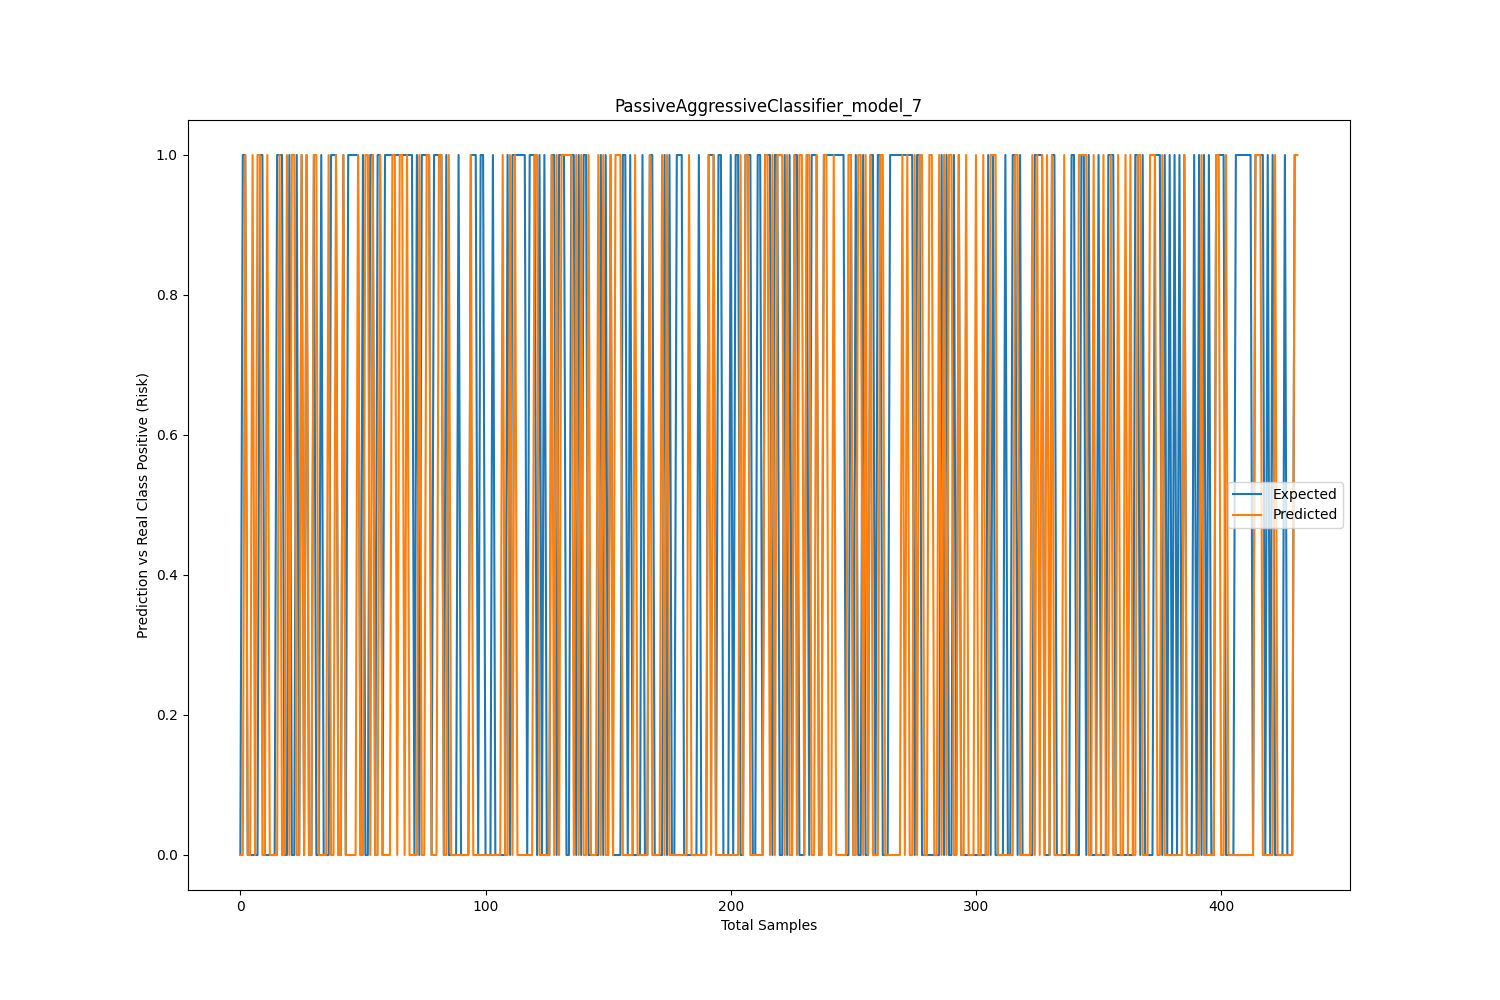 PassiveAggressiveClassifier_model_7
1.0
0.8
0.6
0.4
0.2
0.0
Prediction vs Real Class Positive (Risk)
Expected
Predicted
0
100
200
300
400
Total Samples